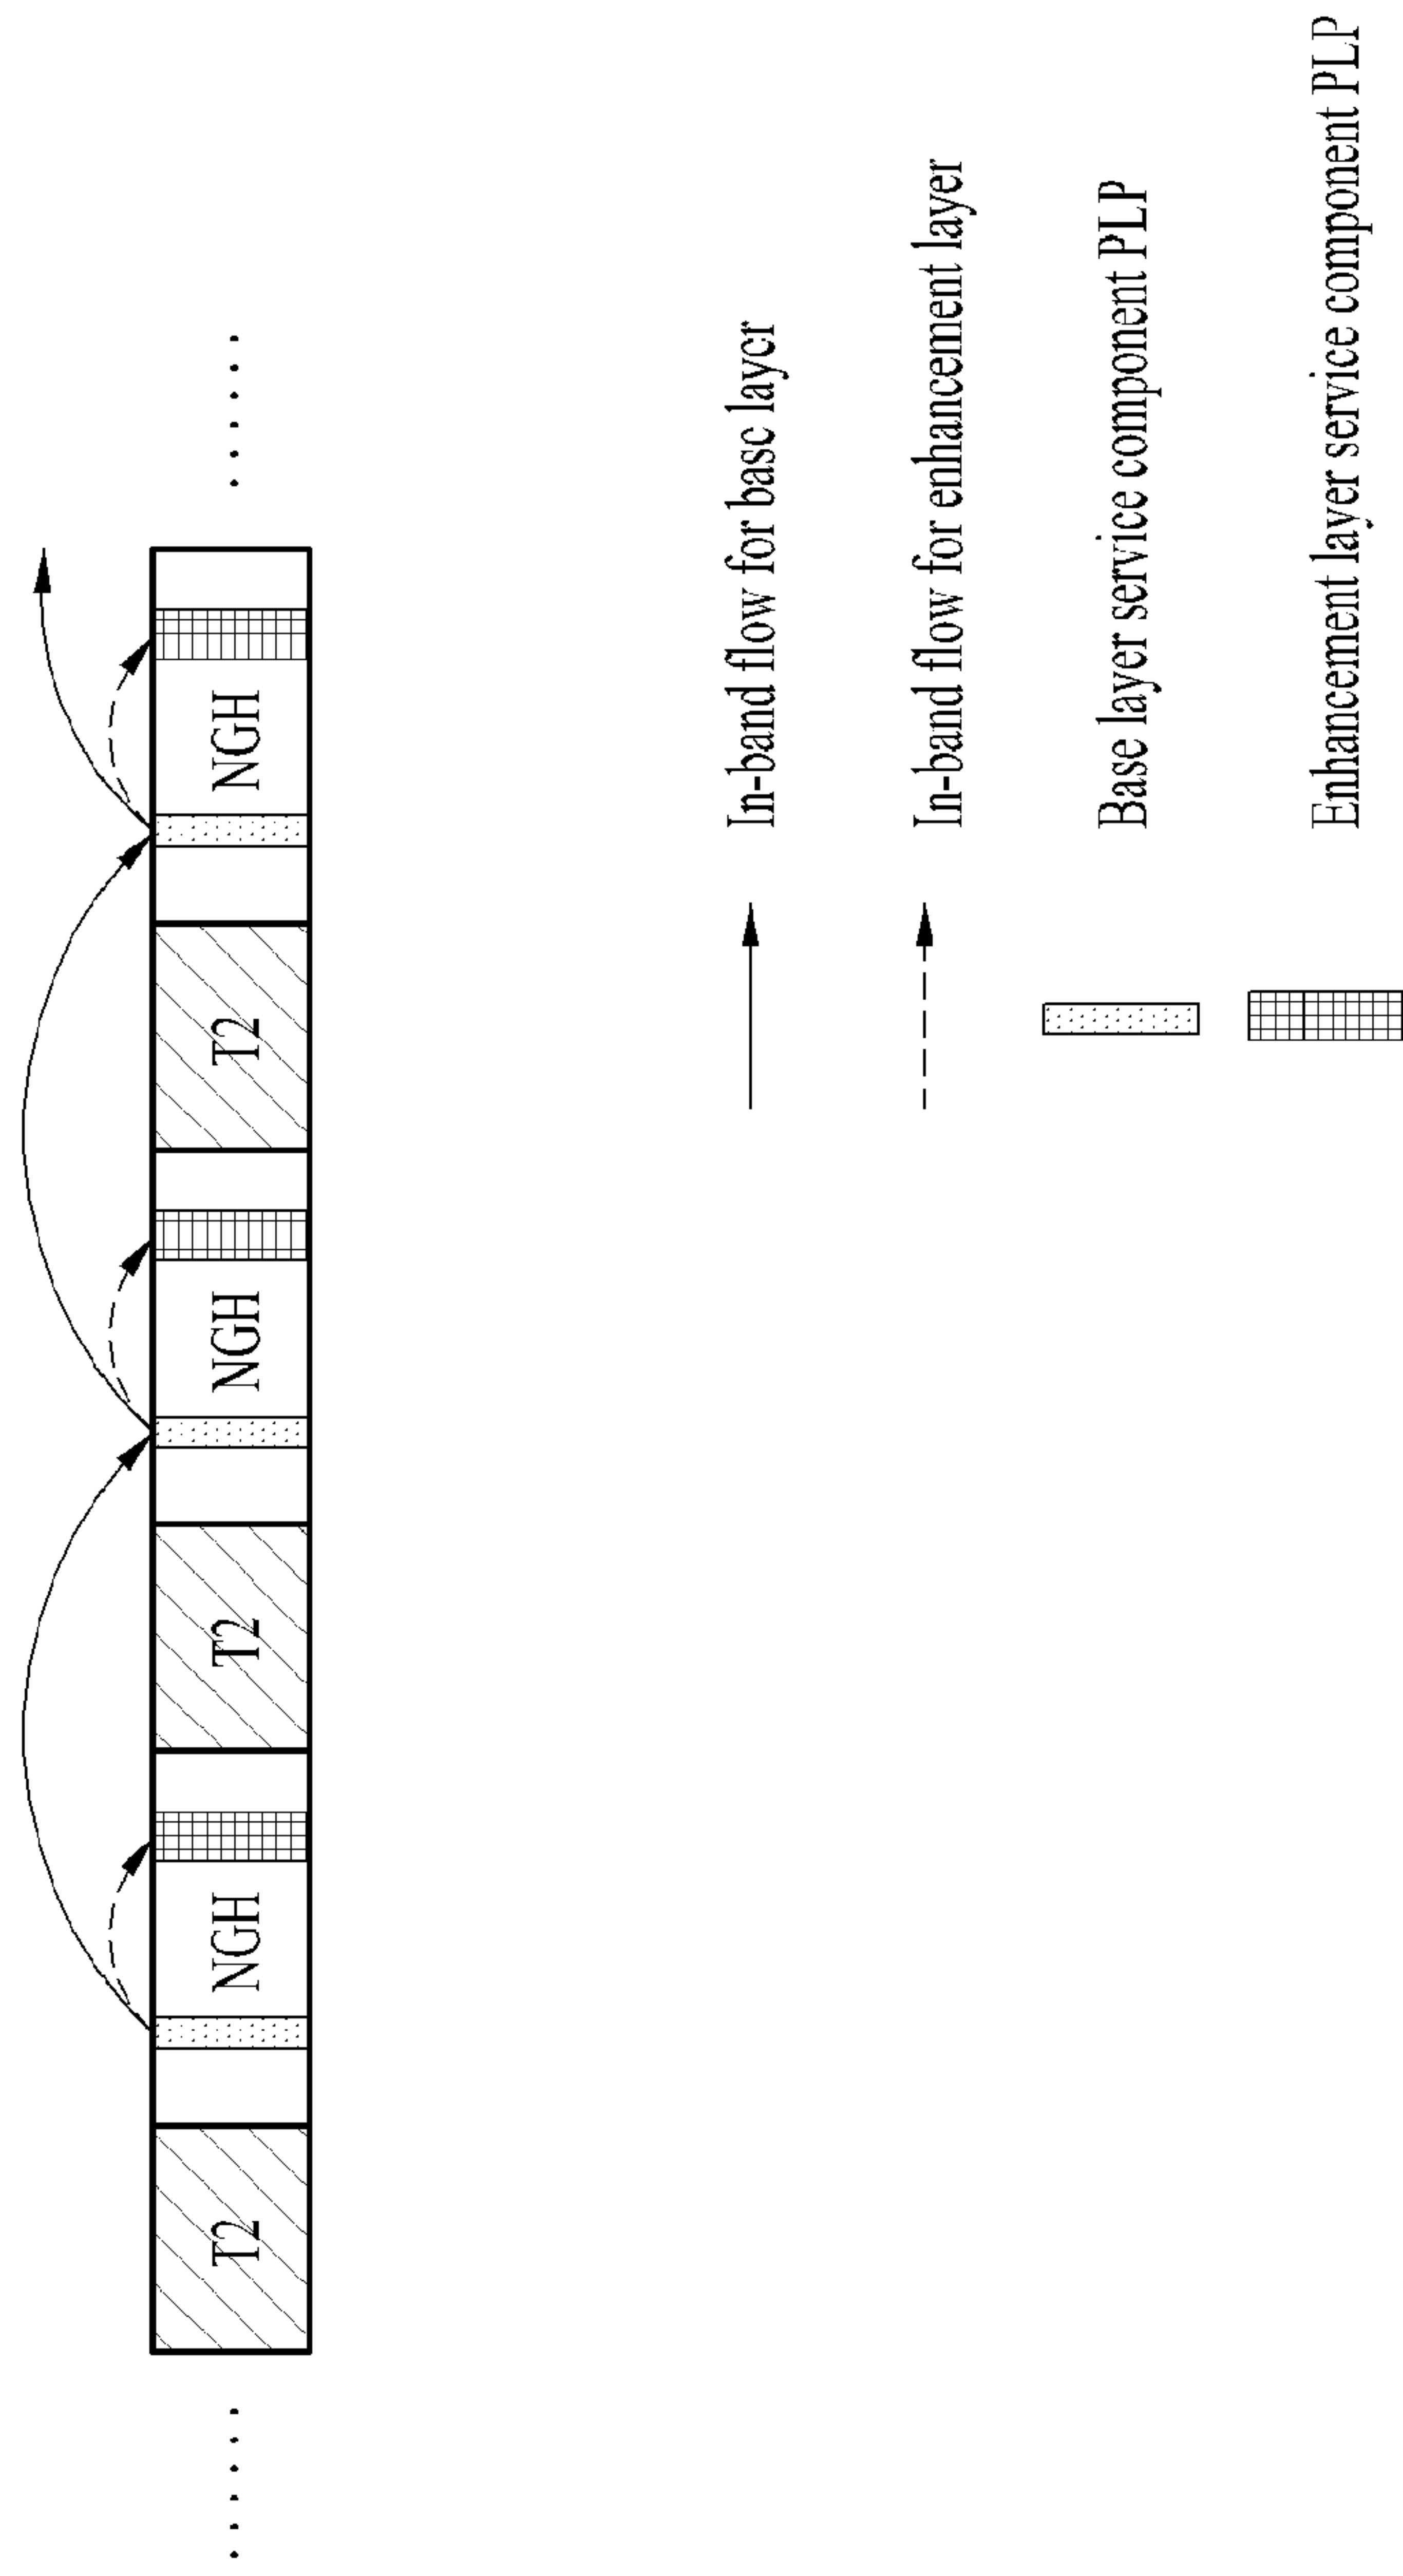 T2
NGH
T2
NGH
T2
NGH
In-band flow for base layer
In-band flow for enhancement layer
Base layer service component PLP
Enhancement layer service component PLP